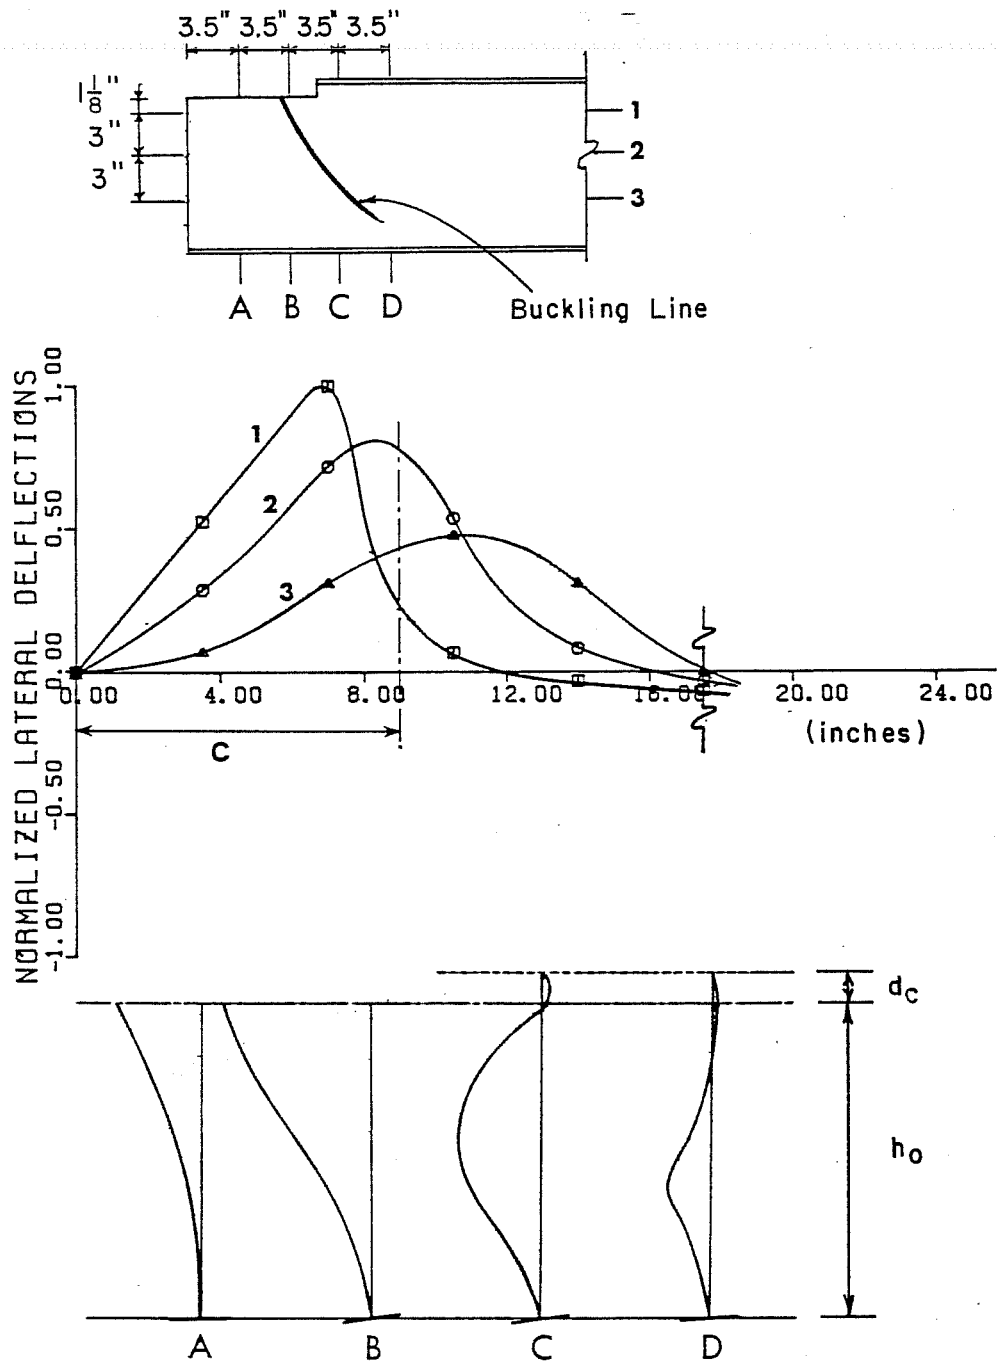 3.5" 3.5" 3.5" 3.5"
1 1/8"
3"
3"
1
2
3
A B C D
Buckling Line
NORMALIZED LATERAL DELFLECTIONS
1.00
0.50
0.00
-0.50
-1.00
1
2
3
0.00 4.00 8.00 12.00 16.00 20.00 24.00
(inches)
C
dc
ho
A B C D